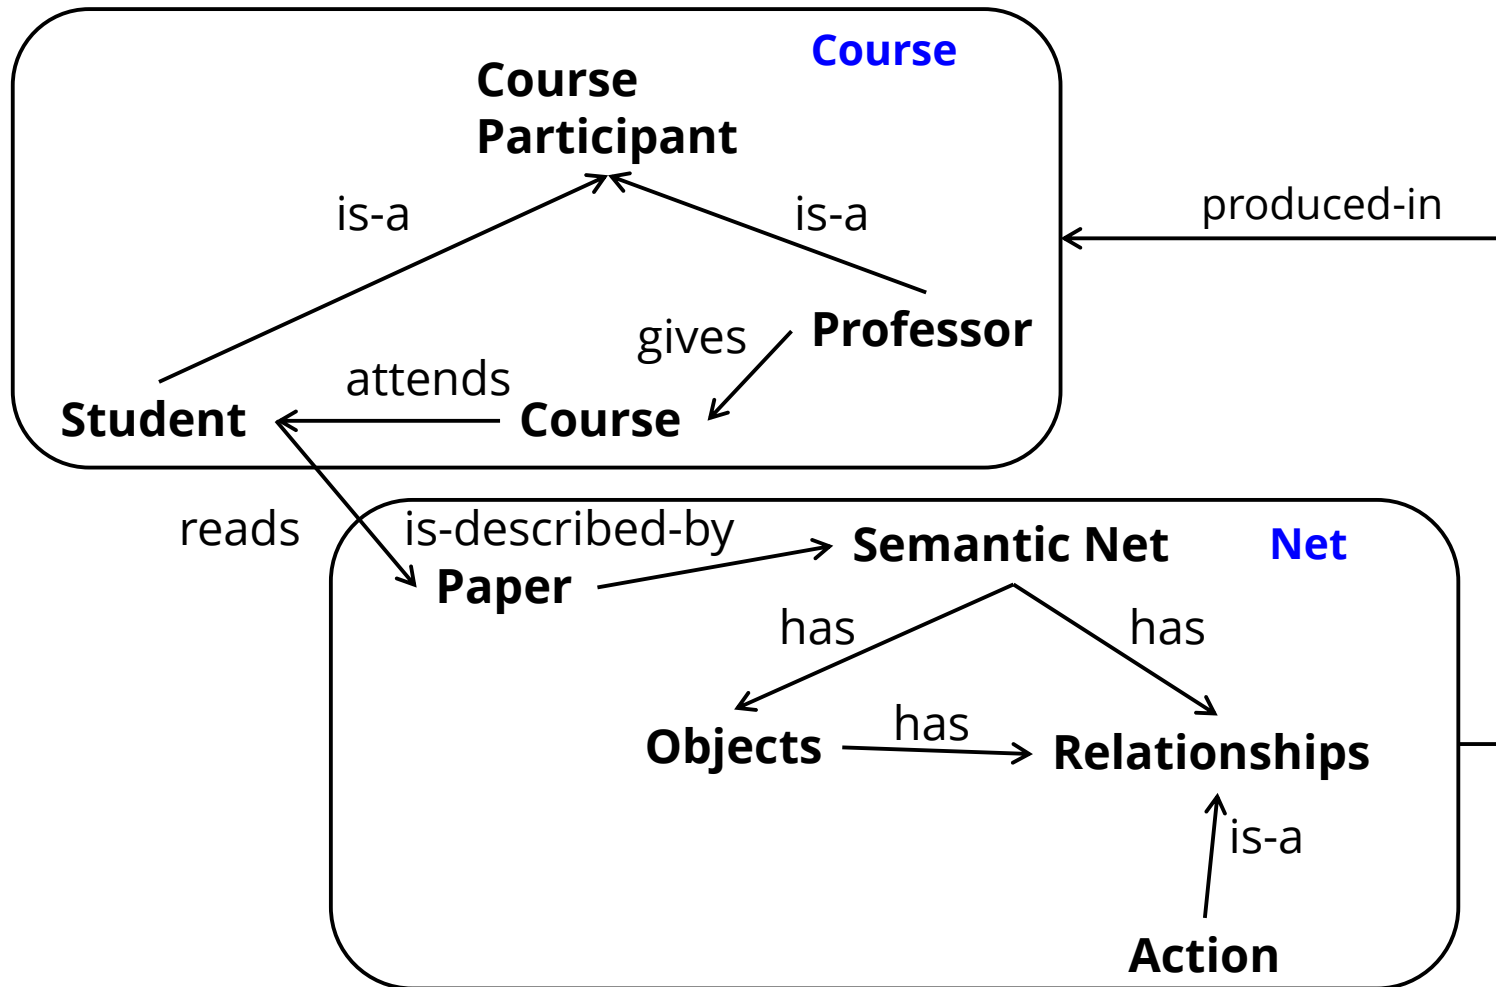 Course
Course
Participant
is-a
is-a
produced-in
gives
Professor
attends
Student
Course
reads
is-described-by
Semantic Net
Net
Paper
has
has
has
Objects
Relationships
is-a
Action